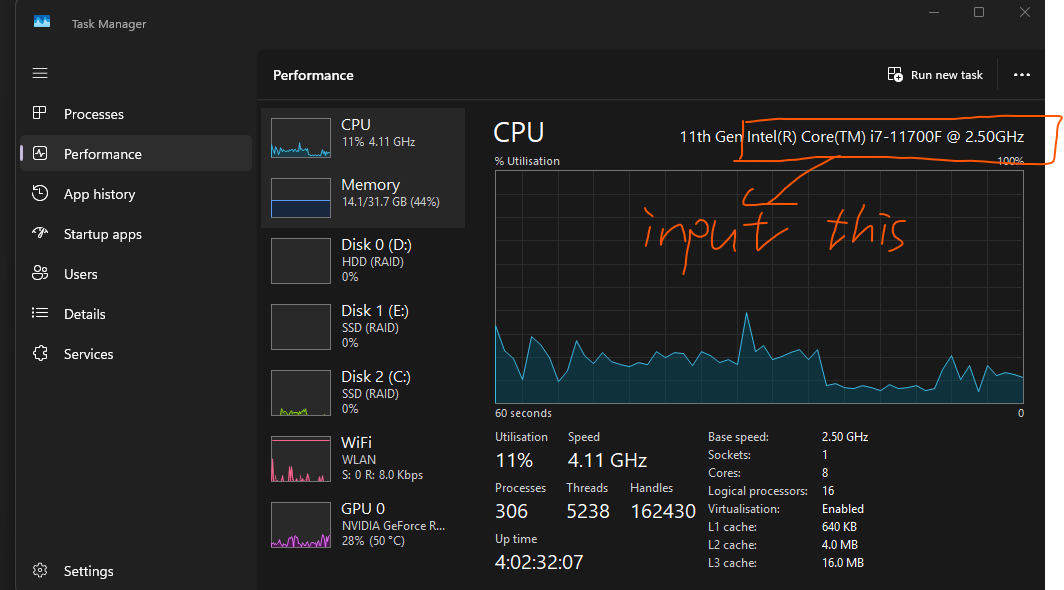 Task Manager
Performance
Run new task
Processes
Performance
App history
Startup apps
Users
Details
Services
Settings
CPU
11% 4.11 GHz
Memory
14.1/31.7 GB (44%)
Disk 0 (D:)
HDD (RAID)
0%
Disk 1 (E:)
SSD (RAID)
0%
Disk 2 (C:)
SSD (RAID)
0%
WiFi
WLAN
S: 0 R: 8.0 Kbps
GPU 0
NVIDIA GeForce R...
28% (50 °C)
CPU
11th Gen Intel(R) Core(TM) i7-11700F @ 2.50GHz
% Utilisation
100%
input this
60 seconds
0
Utilisation
Speed
11%
4.11 GHz
Processes
Threads
Handles
306
5238
162430
Up time
4:02:32:07
Base speed: 2.50 GHz
Sockets: 1
Cores: 8
Logical processors: 16
Virtualisation: Enabled
L1 cache: 640 KB
L2 cache: 4.0 MB
L3 cache: 16.0 MB